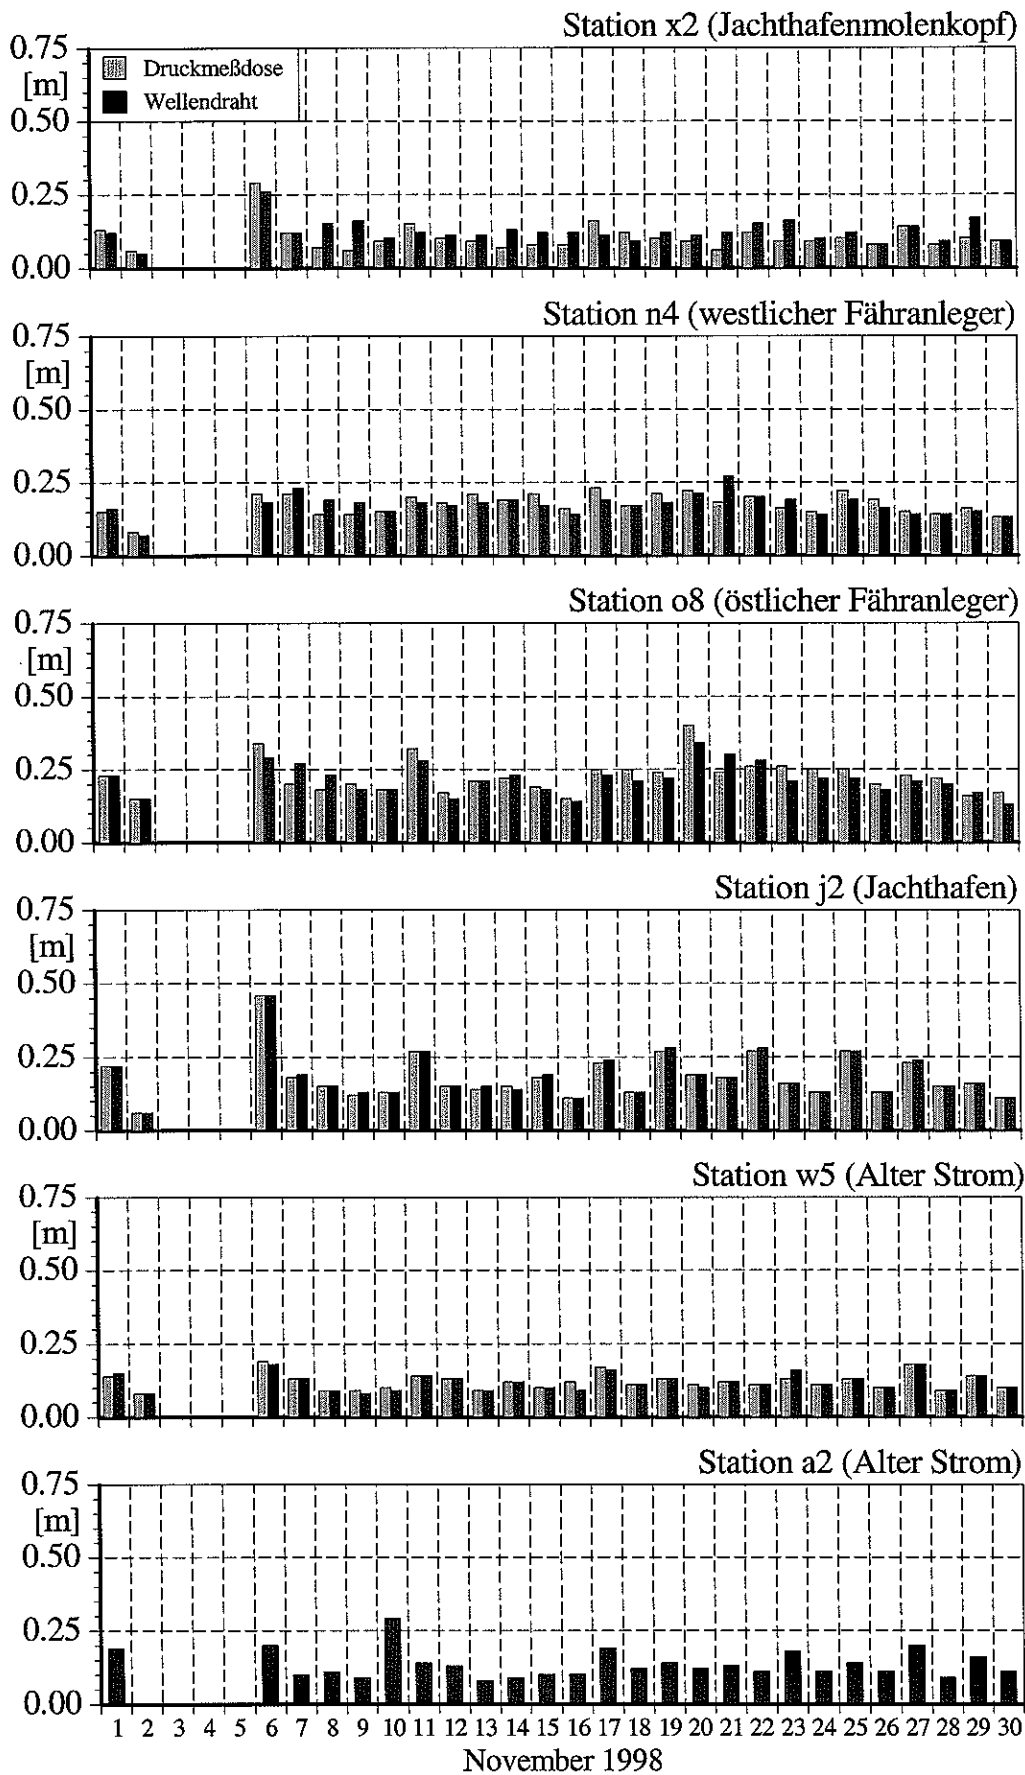 Station x2 (Jachthafenmolenkopf)
0.75
[m]
0.50
0.25
0.00
Druckmeßdose
Wellendraht
Station n4 (westlicher Fähranleger)
0.75
[m]
0.50
0.25
0.00
Station o8 (östlicher Fähranleger)
0.75
[m]
0.50
0.25
0.00
Station j2 (Jachthafen)
0.75
[m]
0.50
0.25
0.00
Station w5 (Alter Strom)
0.75
[m]
0.50
0.25
0.00
Station a2 (Alter Strom)
0.75
[m]
0.50
0.25
0.00
1 2 3 4 5 6 7 8 9 10 11 12 13 14 15 16 17 18 19 20 21 22 23 24 25 26 27 28 29 30
November 1998